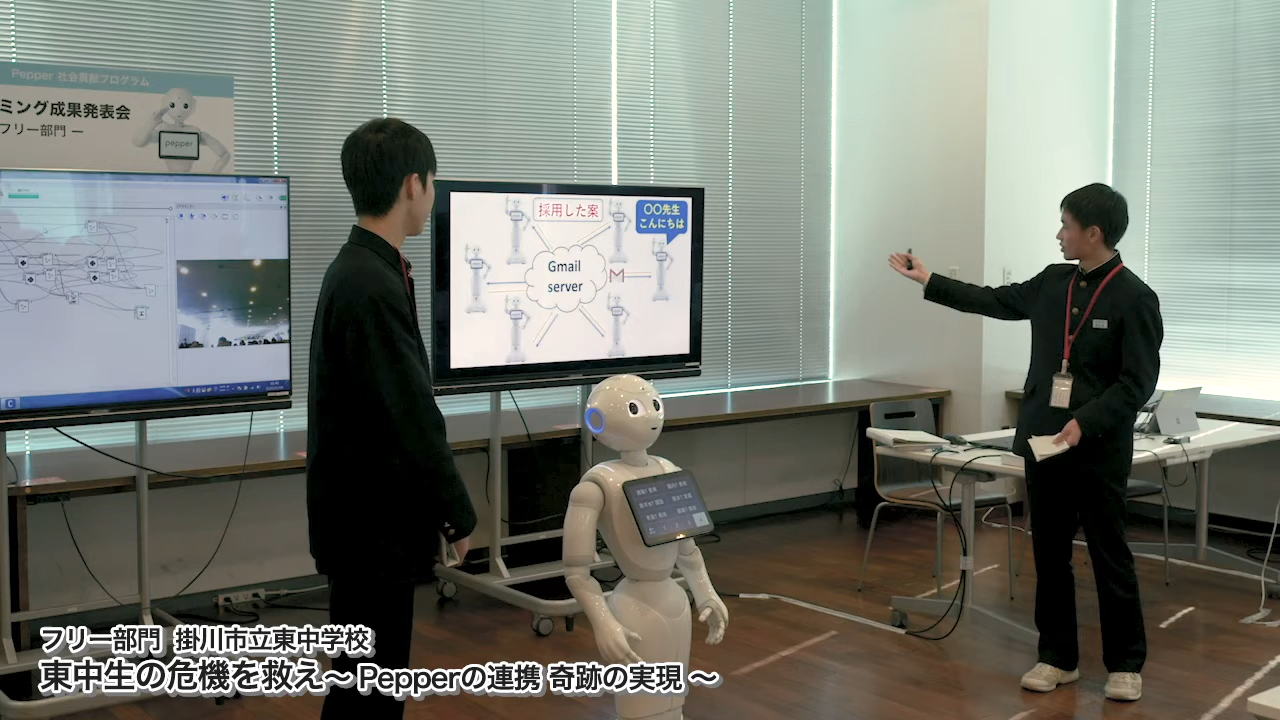 Pepper 社会貢献プログラム
ミング成果発表会
フリー部門 ー
pepper
採用した案
〇〇先生
こんにちは
Gmail
server
M
フリー部門 掛川市立東中学校
東中生の危機を救え～ Pepperの連携 奇跡の実現 ～